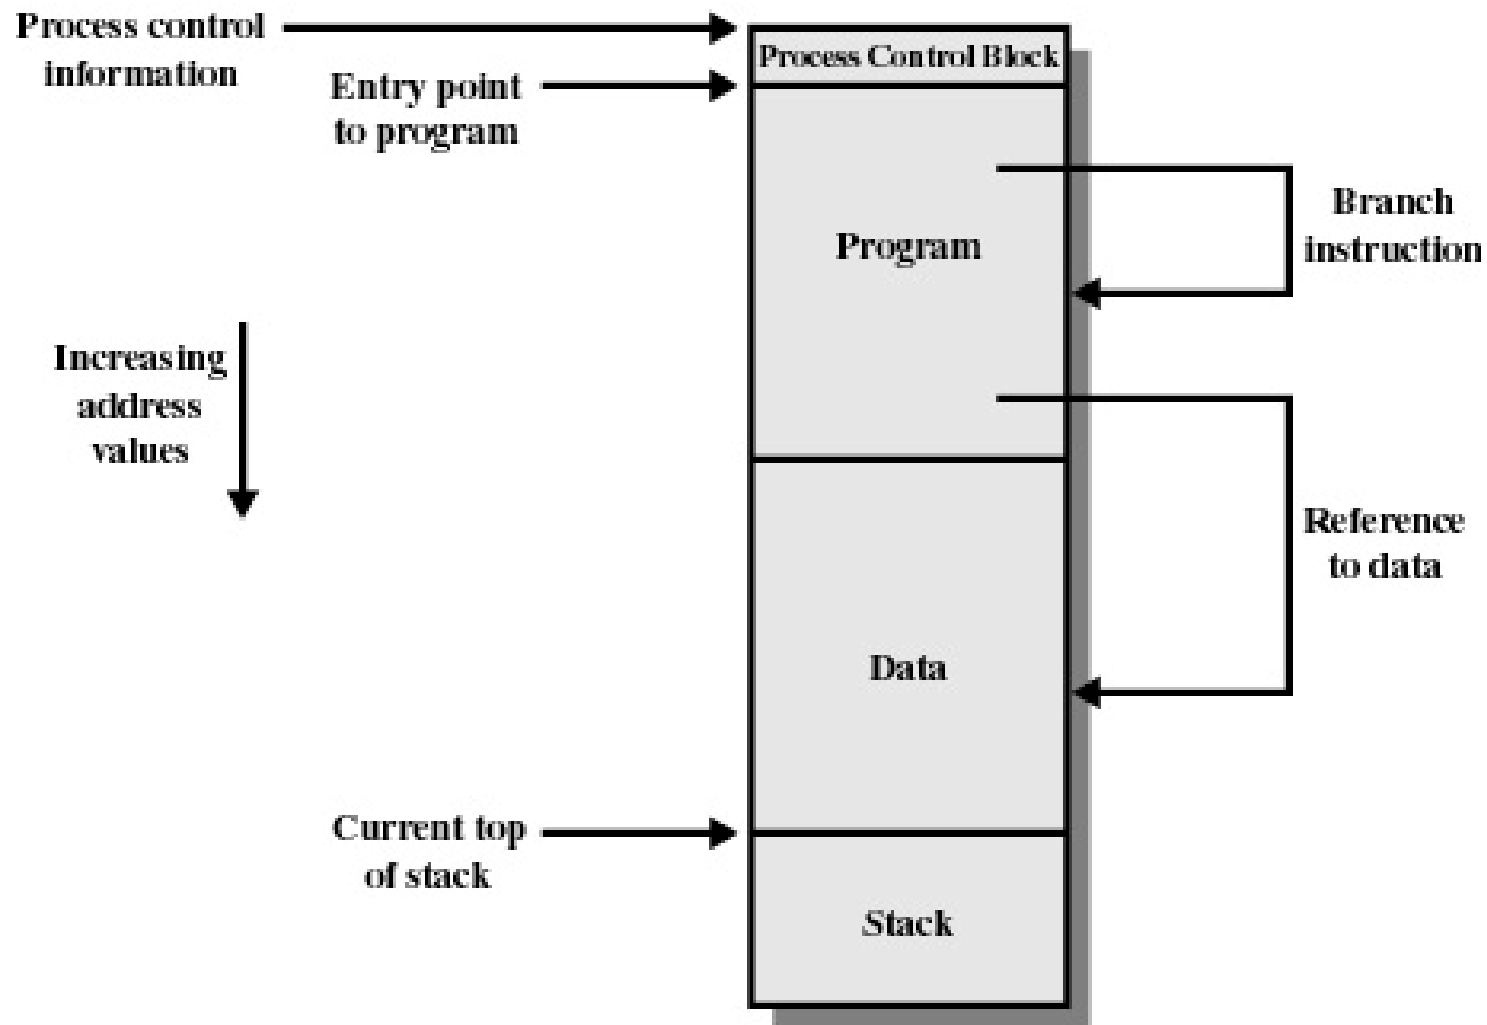 Process control
information
Process Control Block
Entry point
to program
Branch
instruction
Program
Increasing
address
values
Reference
to data
Data
Current top
of stack
Stack